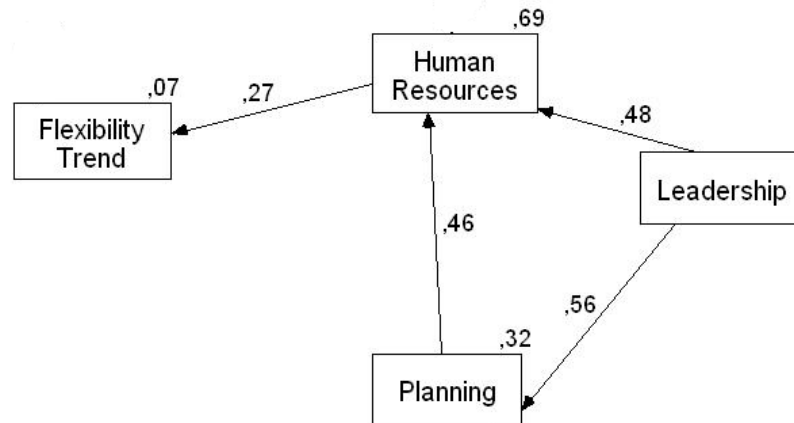 ,69
Human
Resources
,07
,27
Flexibility
Trend
,48
Leadership
,46
,56
,32
Planning